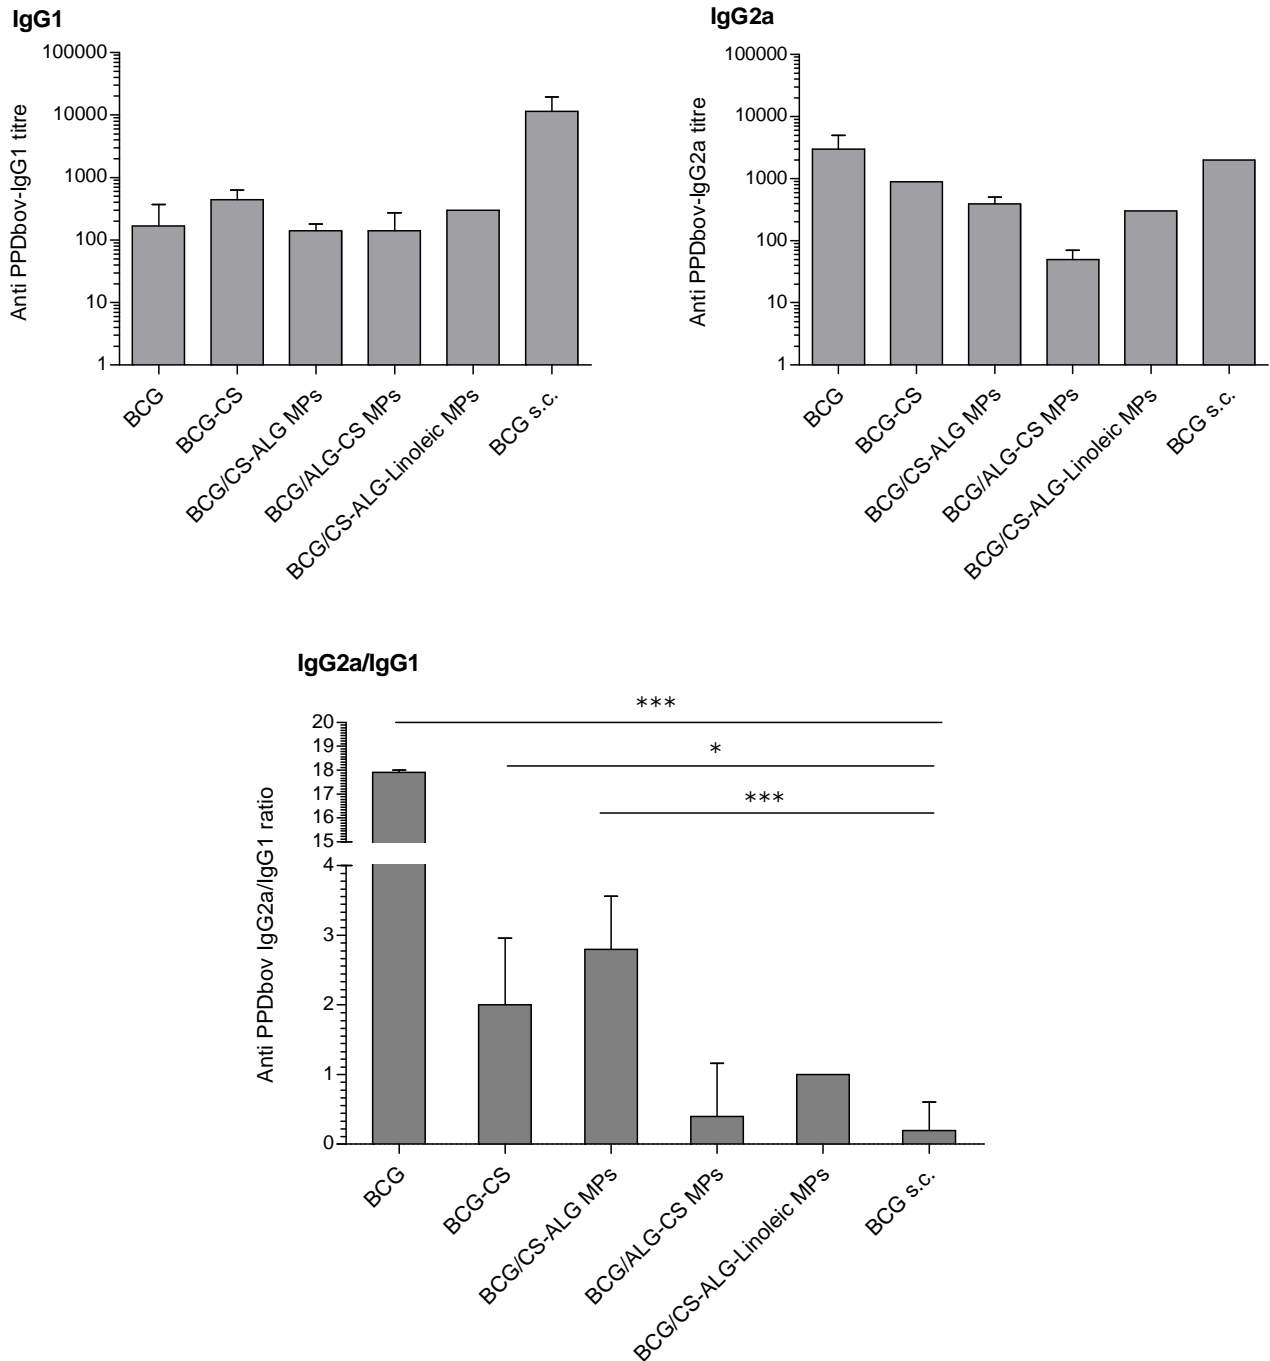 IgG1
Anti PPDbov-IgG1 titre
100000
10000
1000
100
10
1
BCG
BCG-CS
BCG/CS-ALG MPs
BCG/ALG-CS MPs
BCG/CS-ALG-Linoleic MPs
BCG s.c.
IgG2a
Anti PPDbov-IgG2a titre
100000
10000
1000
100
10
1
BCG
BCG-CS
BCG/CS-ALG MPs
BCG/ALG-CS MPs
BCG/CS-ALG-Linoleic MPs
BCG s.c.
IgG2a/IgG1
Anti PPDbov IgG2a/IgG1 ratio
20
19
18
17
16
15
4
3
2
1
0
***
*
***
BCG
BCG-CS
BCG/CS-ALG MPs
BCG/ALG-CS MPs
BCG/CS-ALG-Linoleic MPs
BCG s.c.